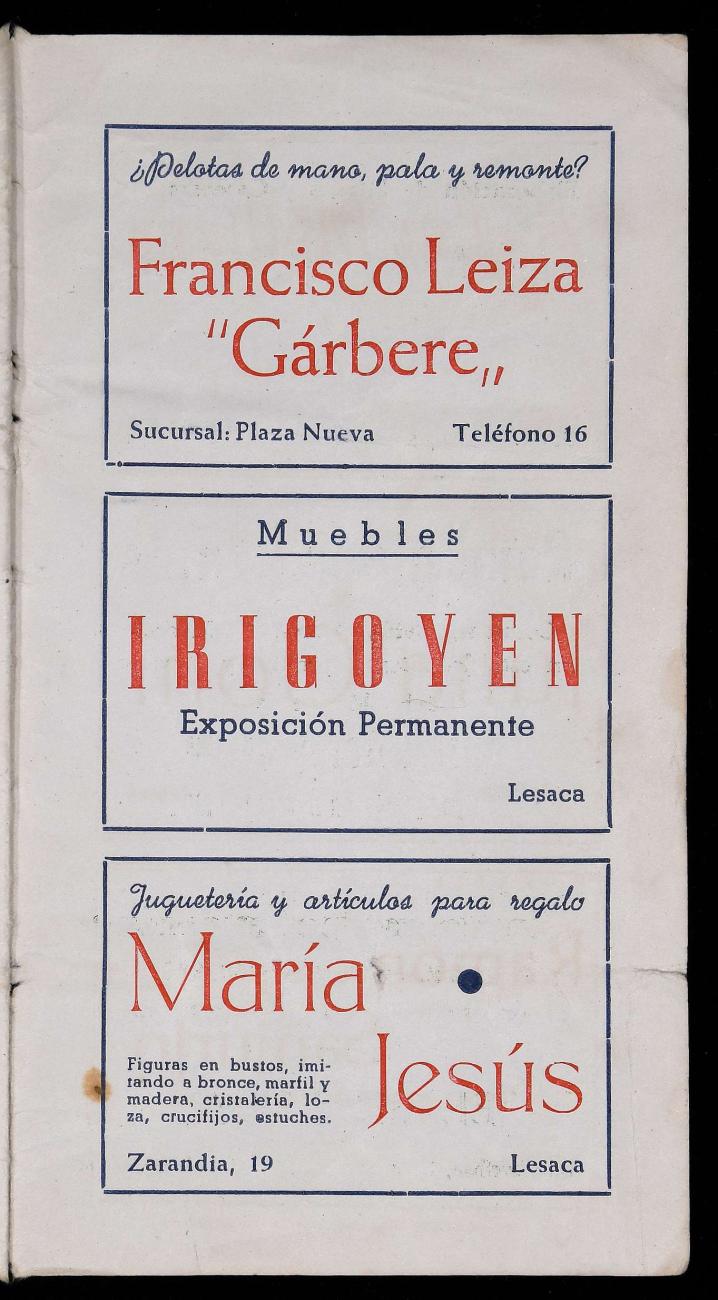 ¿Pelotas de mano, pala y remonte?
Francisco Leiza
"Gárbere„
Sucursal: Plaza Nueva Teléfono 16
Muebles
IRIGOYEN
Exposición Permanente
Lesaca
Juguetería y artículos para regalo
María •
Jesús
Figuras en bustos, imi-
tando a bronce, marfil y
madera, cristalería, lo-
za, crucifijos, estuches.
Zarandia, 19 Lesaca